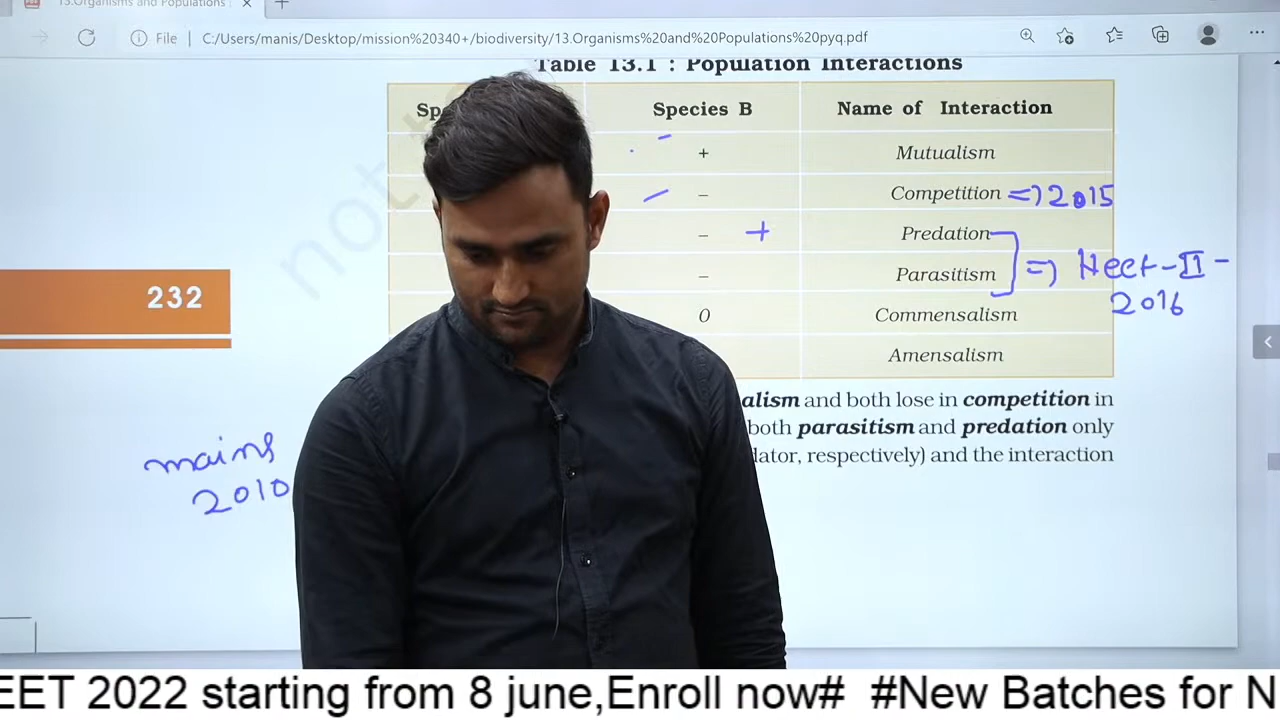 13.Organisms and Populations
File C:/Users/manis/Desktop/mission%20340+/biodiversity/13.Organisms%20and%20Populations%20pyq.pdf
Table 13.1 : Population Interactions
Sp Species B Name of Interaction
+ Mutualism
– Competition => 2015
– + Predation
– Parasitism => Neet-II-
2016
0 Commensalism
Amensalism
232
alism and both lose in competition in
both parasitism and predation only
lator, respectively) and the interaction
mains
2010
not
EET 2022 starting from 8 june,Enroll now# #New Batches for N